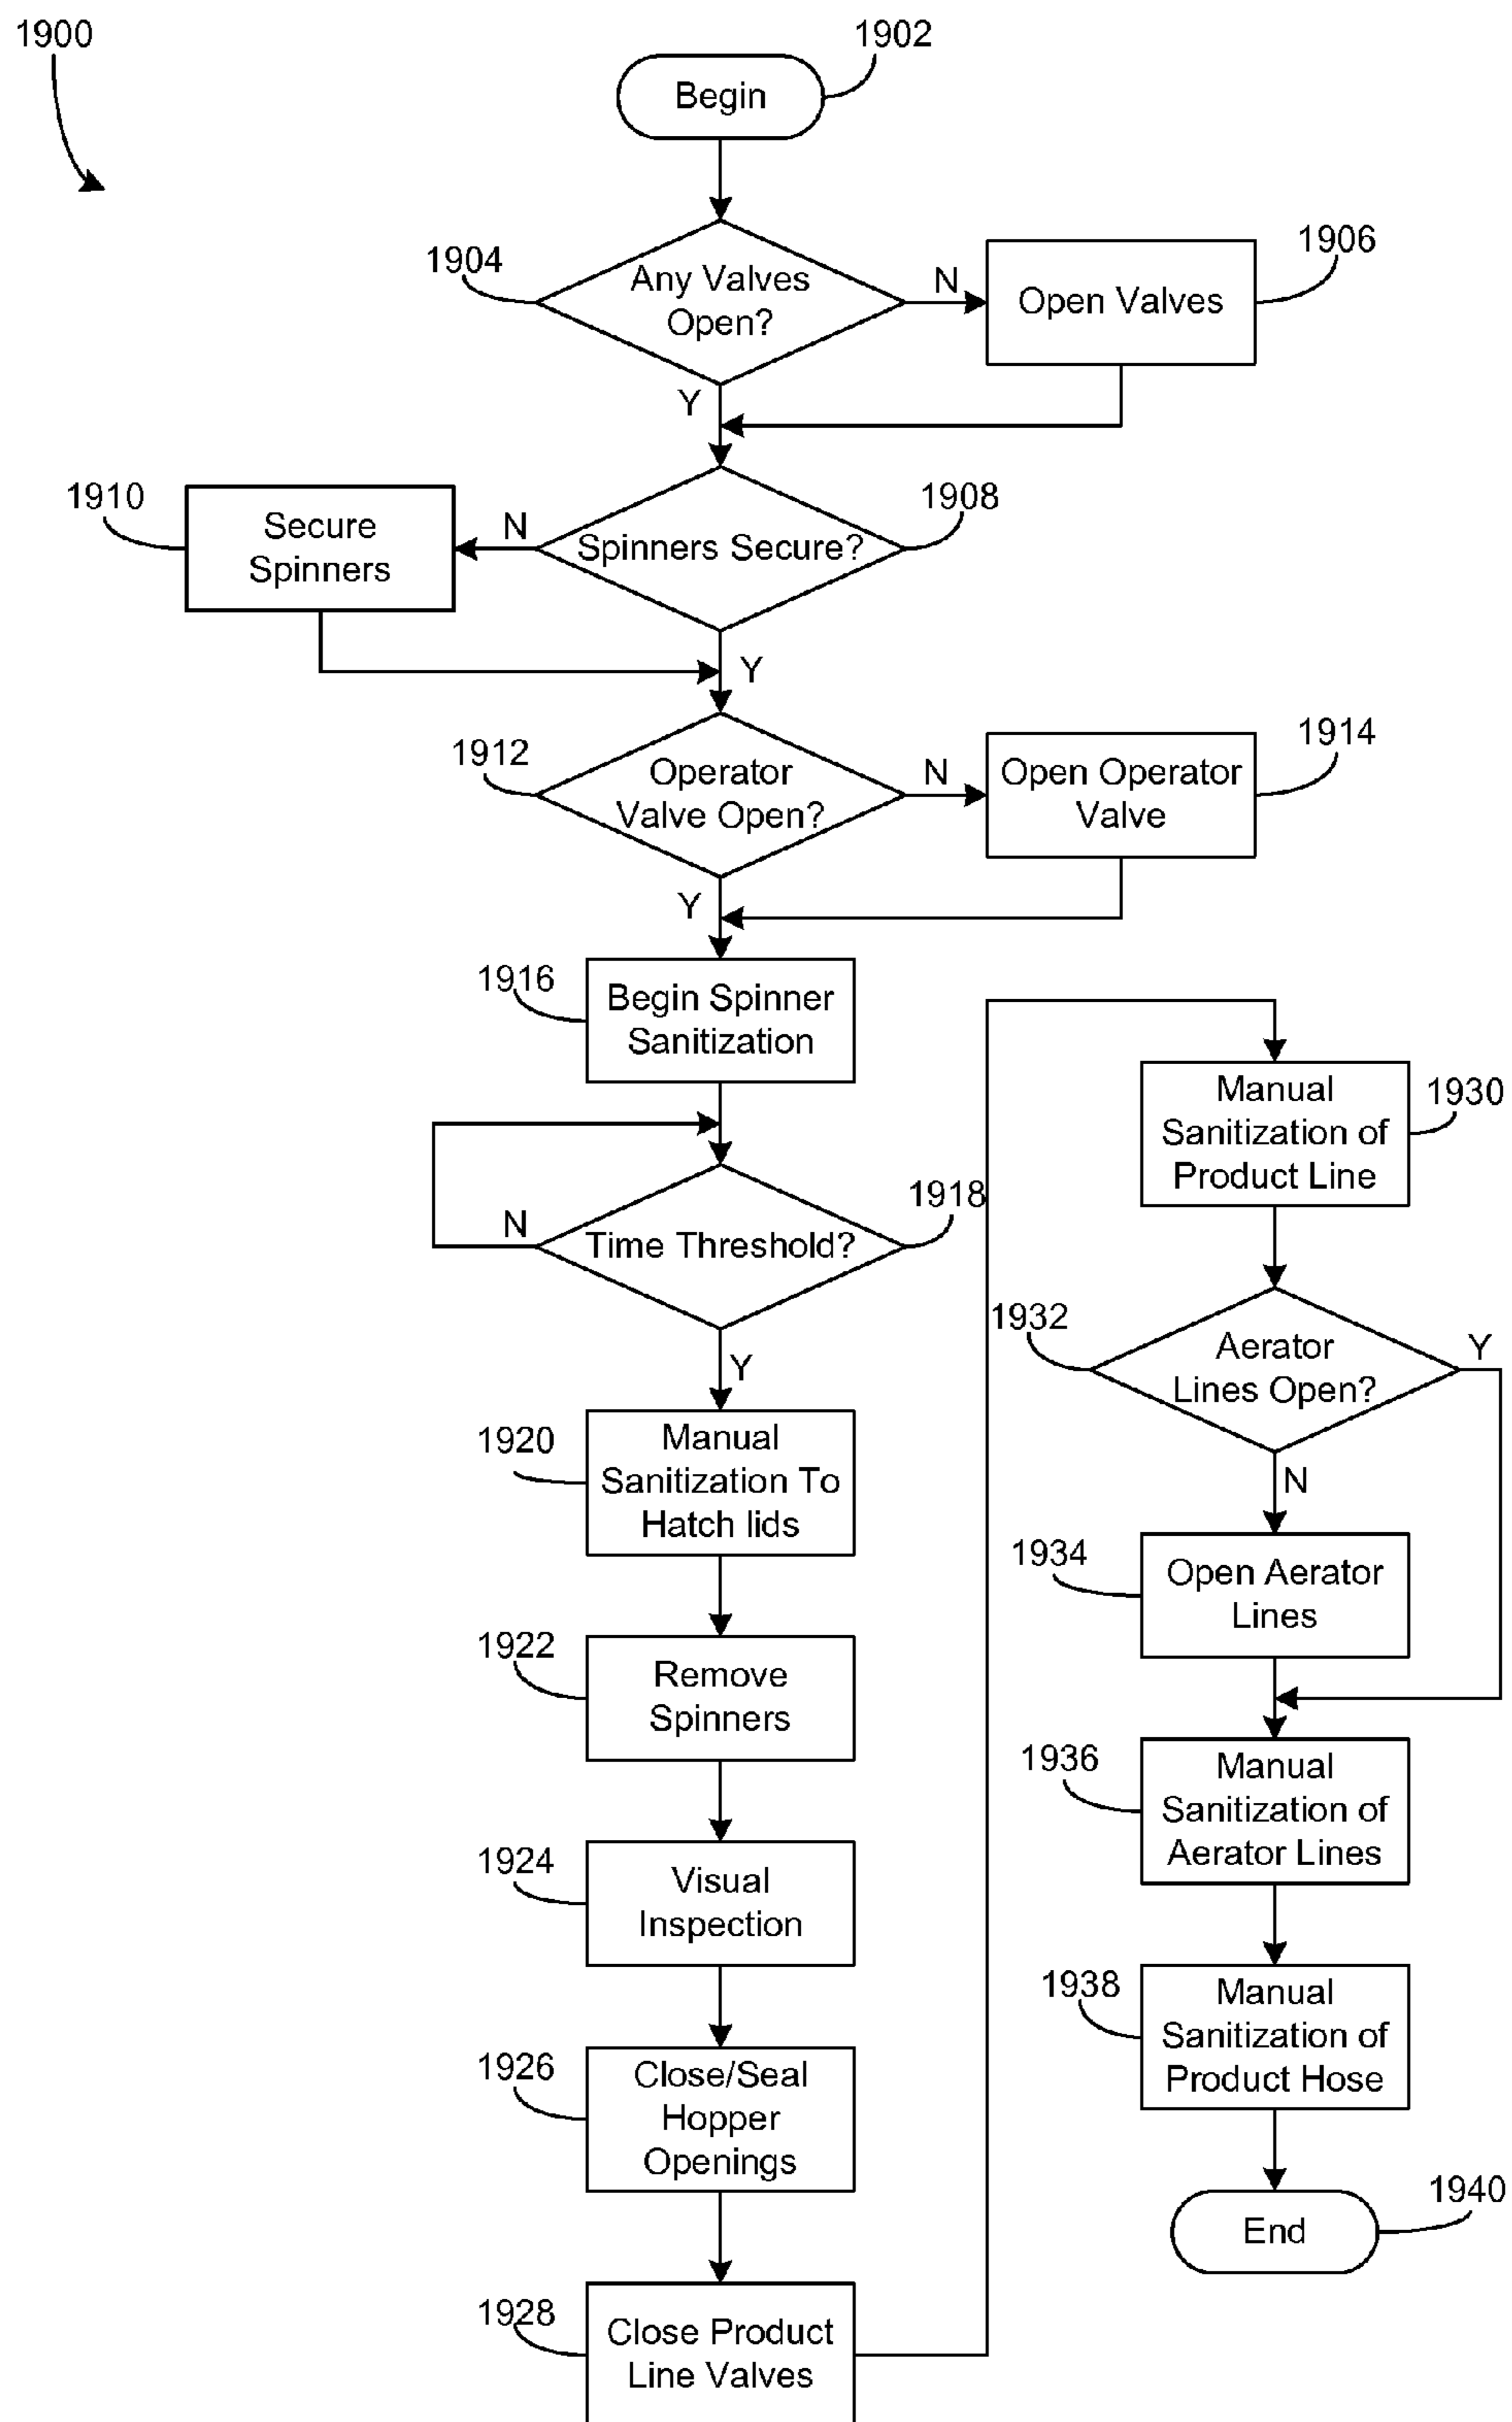 1900
1902
Begin
1904
Any Valves
Open?
N
1906
Open Valves
Y
1910
Secure
Spinners
N
1908
Spinners Secure?
Y
1912
Operator
Valve Open?
N
1914
Open Operator
Valve
Y
1916
Begin Spinner
Sanitization
1918
Time Threshold?
N
Y
1920
Manual
Sanitization To
Hatch lids
1922
Remove
Spinners
1924
Visual
Inspection
1926
Close/Seal
Hopper
Openings
1928
Close Product
Line Valves
1930
Manual
Sanitization of
Product Line
1932
Aerator
Lines Open?
Y
N
1934
Open Aerator
Lines
1936
Manual
Sanitization of
Aerator Lines
1938
Manual
Sanitization of
Product Hose
1940
End